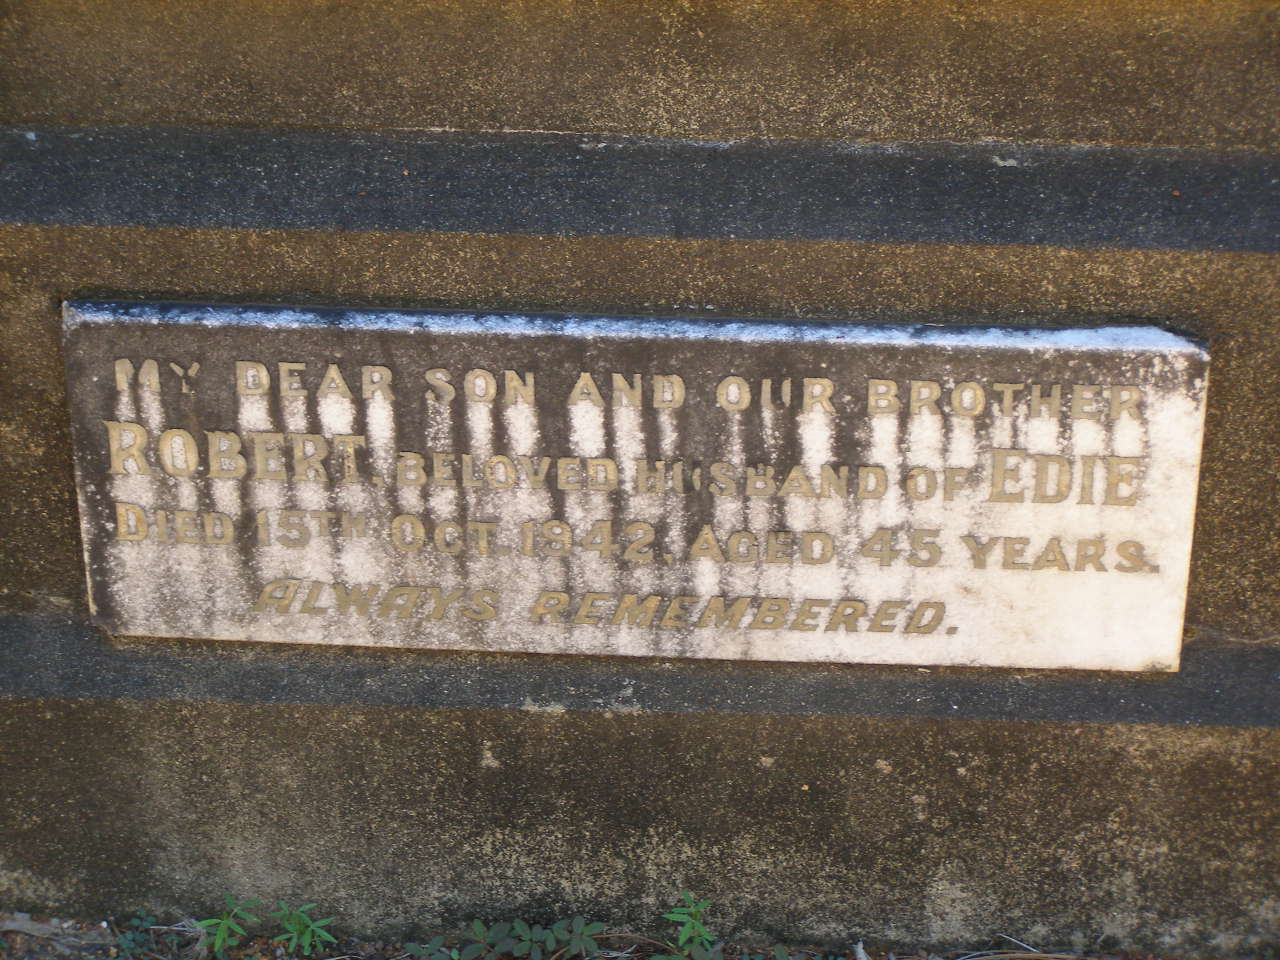 MY DEAR SON AND OUR BROTHER
ROBERT, BELOVED HUSBAND OF EDIE
DIED 15TH OCT. 1942, AGED 45 YEARS.
ALWAYS REMEMBERED.